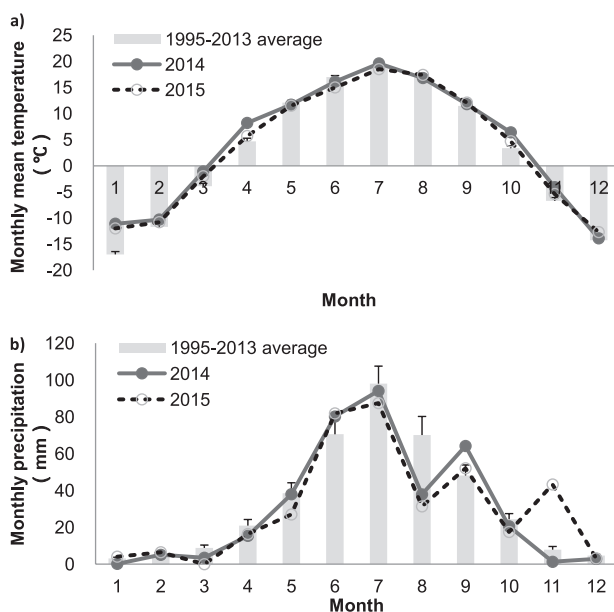 a)
Monthly mean temperature
( °C)
25
20
15
10
5
0
-5
-10
-15
-20
1995-2013 average
2014
2015
1 2 3 4 5 6 7 8 9 10 11 12
Month
b)
Monthly precipitation
( mm)
120
100
80
60
40
20
0
1995-2013 average
2014
2015
1 2 3 4 5 6 7 8 9 10 11 12
Month